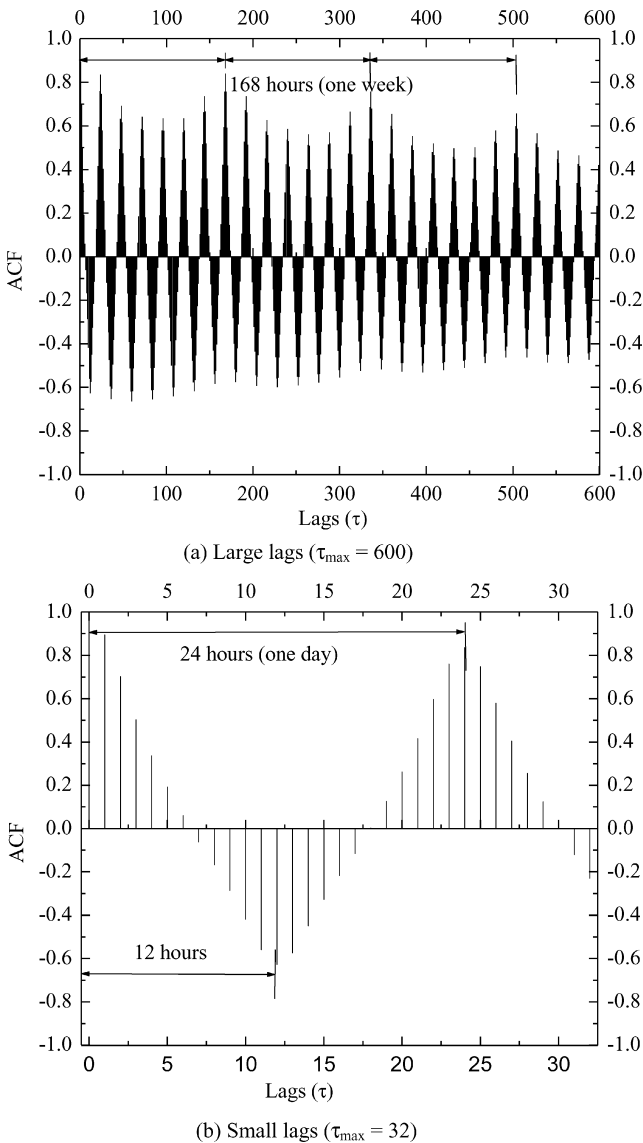 0 100 200 300 400 500 600
1.0 1.0
0.8 0.8
168 hours (one week)
0.6 0.6
0.4 0.4
0.2 0.2
0.0 0.0
ACF
-0.2 -0.2
-0.4 -0.4
-0.6 -0.6
-0.8 -0.8
-1.0 -1.0
0 100 200 300 400 500 600
Lags (τ)
(a) Large lags (τmax = 600)
0 5 10 15 20 25 30
1.0 1.0
24 hours (one day)
0.8 0.8
0.6 0.6
0.4 0.4
0.2 0.2
0.0 0.0
ACF
-0.2 -0.2
-0.4 -0.4
12 hours
-0.6 -0.6
-0.8 -0.8
-1.0 -1.0
0 5 10 15 20 25 30
Lags (τ)
(b) Small lags (τmax = 32)